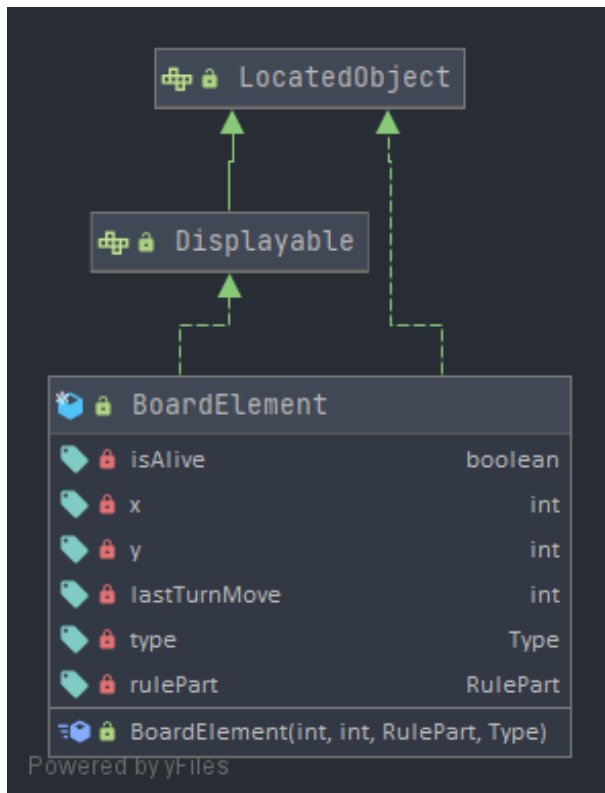 LocatedObject
Displayable
BoardElement
isAlive boolean
x int
y int
lastTurnMove int
type Type
rulePart RulePart
BoardElement(int, int, RulePart, Type)
Powered by yFiles